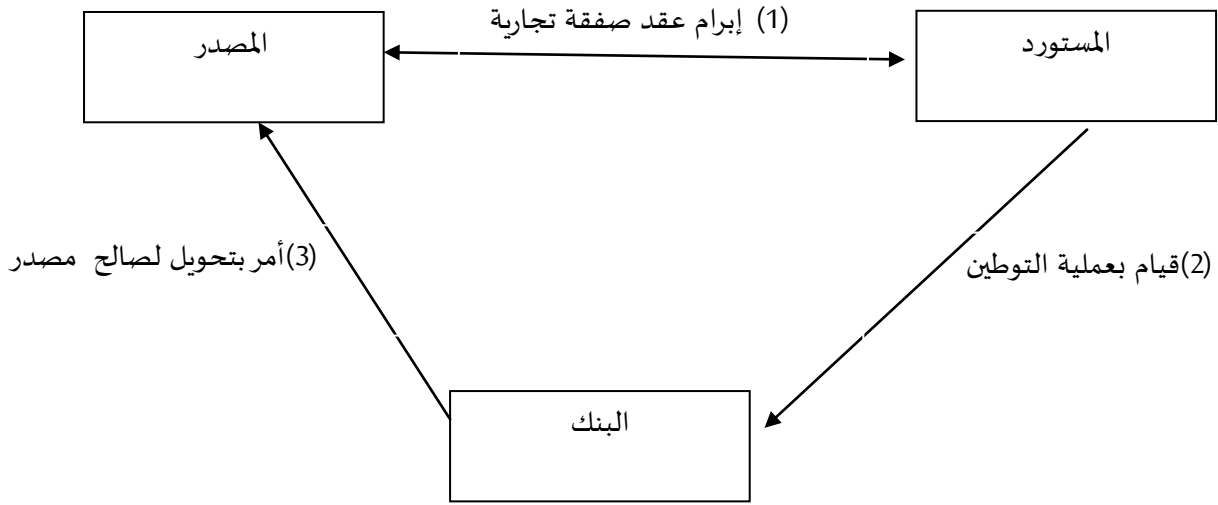 (1) إبرام عقد صفقة تجارية
المستورد
المصدر
(2)قيام بعملية التوطين
(3)أمر بتحويل لصالح مصدر
البنك